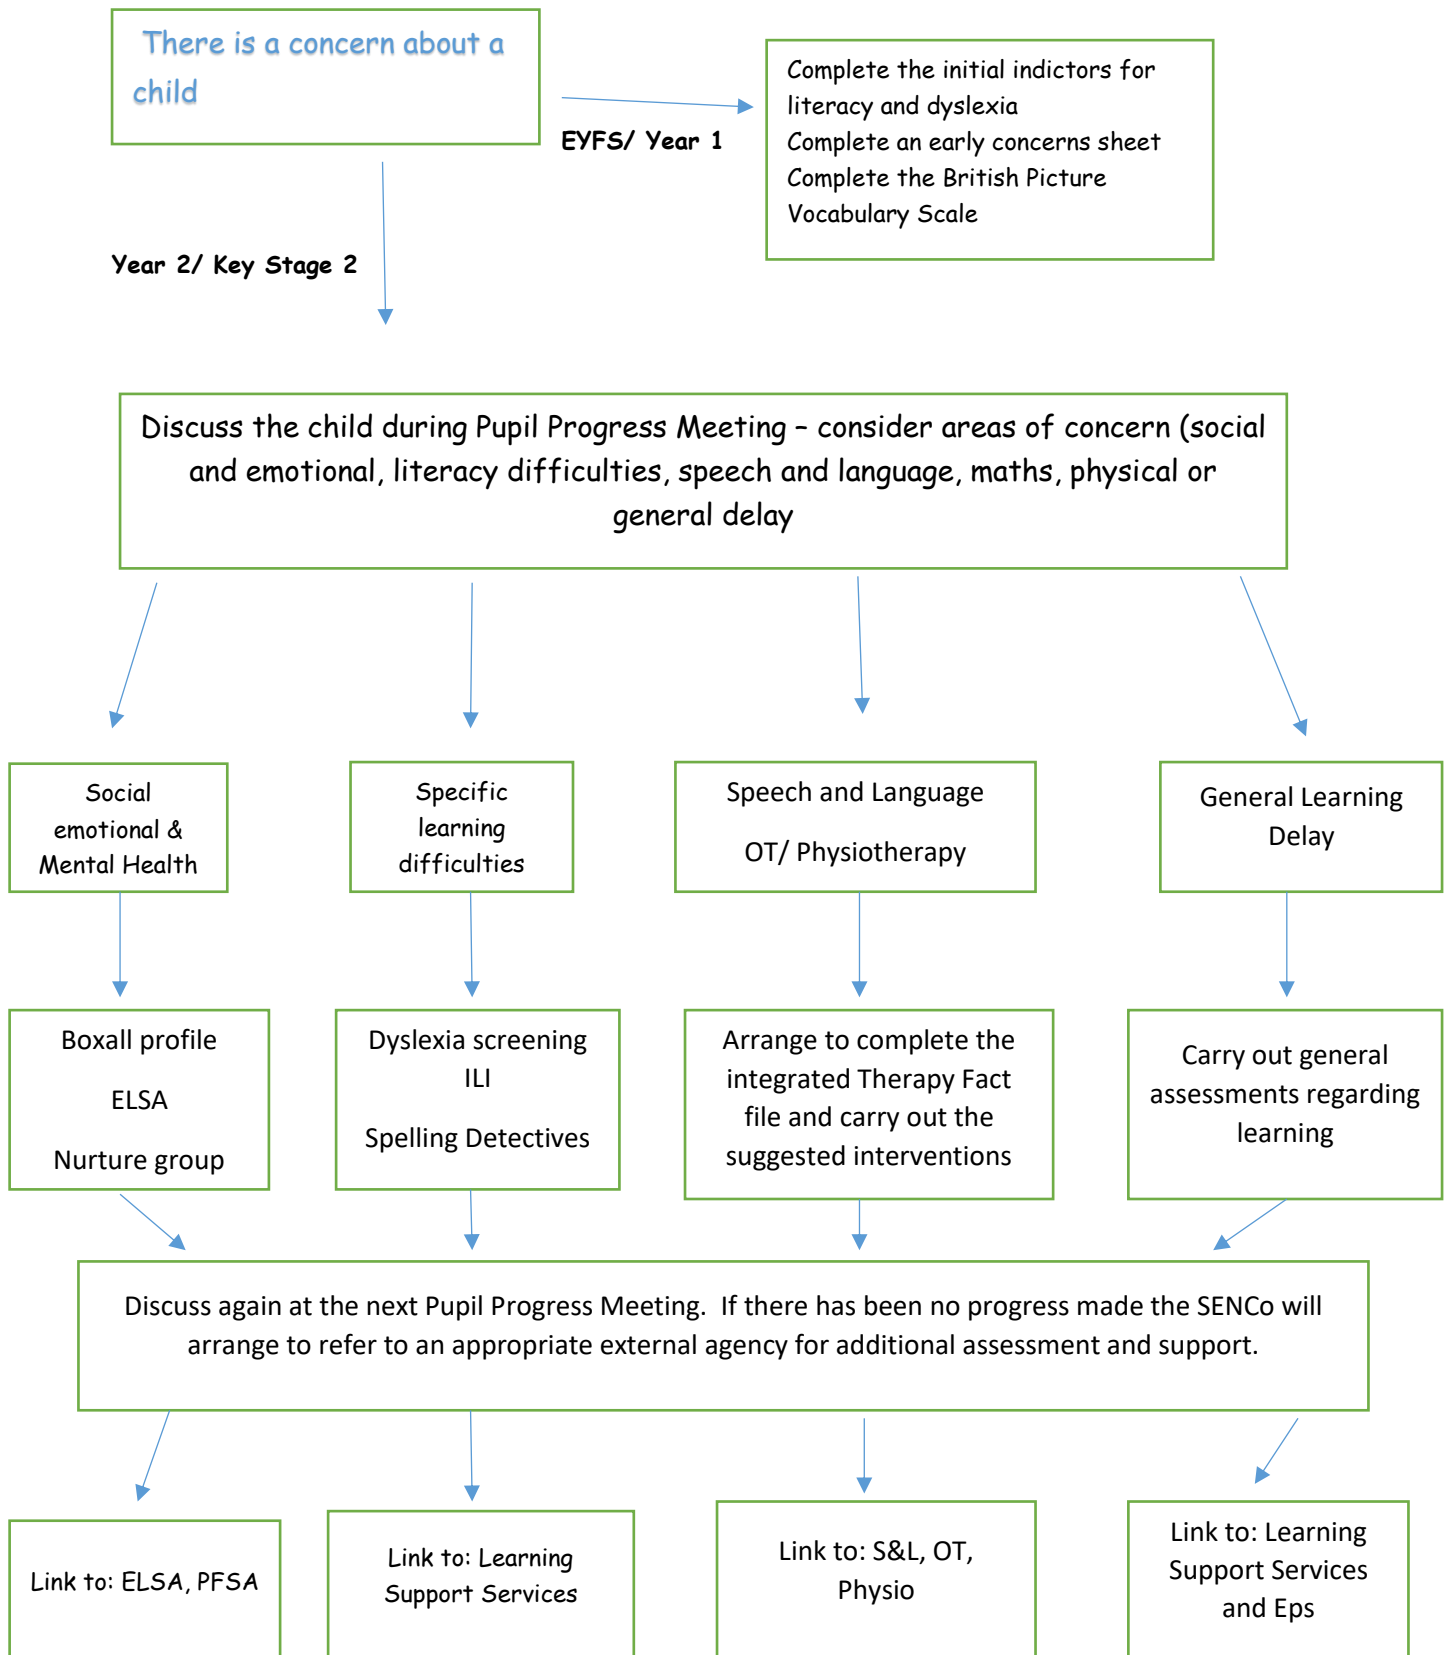 There is a concern about a
child
Complete the initial indictors for
literacy and dyslexia
Complete an early concerns sheet
Complete the British Picture
Vocabulary Scale
EYFS/ Year 1
Year 2/ Key Stage 2
Discuss the child during Pupil Progress Meeting – consider areas of concern (social
and emotional, literacy difficulties, speech and language, maths, physical or
general delay
Social
emotional &
Mental Health
Specific
learning
difficulties
Speech and Language
OT/ Physiotherapy
General Learning
Delay
Boxall profile
ELSA
Nurture group
Dyslexia screening
ILI
Spelling Detectives
Arrange to complete the
integrated Therapy Fact
file and carry out the
suggested interventions
Carry out general
assessments regarding
learning
Discuss again at the next Pupil Progress Meeting.  If there has been no progress made the SENCo will
arrange to refer to an appropriate external agency for additional assessment and support.
Link to: ELSA, PFSA
Link to: Learning
Support Services
Link to: S&L, OT,
Physio
Link to: Learning
Support Services
and Eps